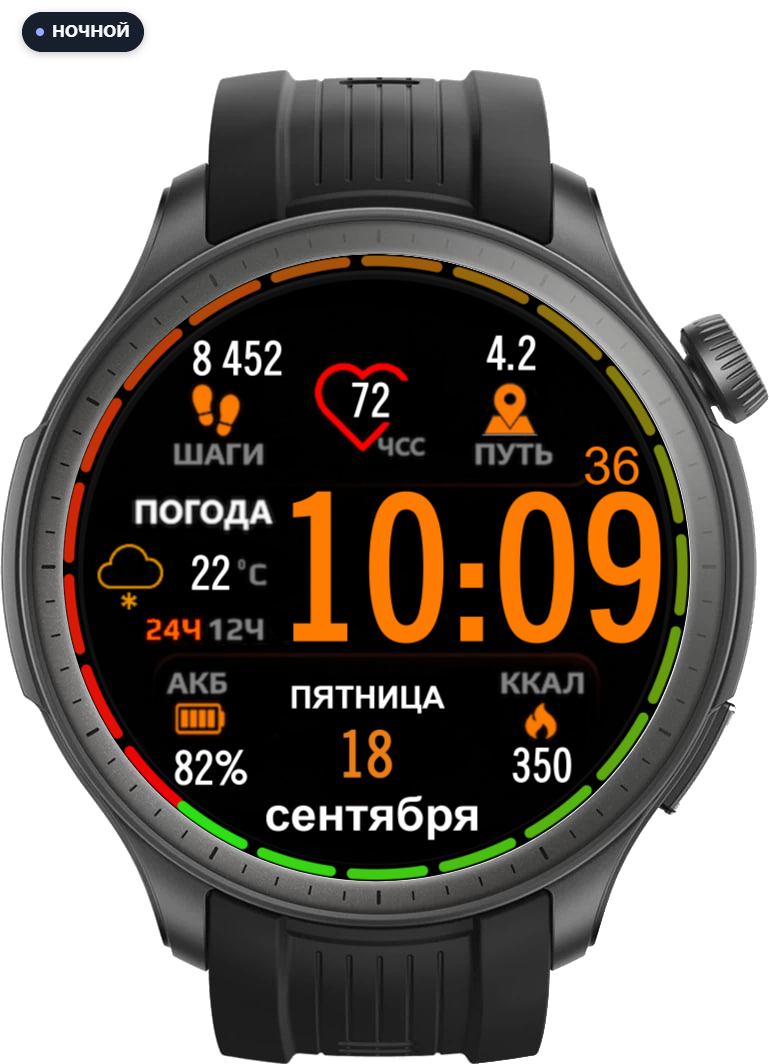 НОЧНОЙ
8 452
72
4.2
ШАГИ
ЧСС
ПУТЬ
36
ПОГОДА
10:09
22 °C
24Ч 12Ч
АКБ
ПЯТНИЦА
ККАЛ
18
82%
350
сентября